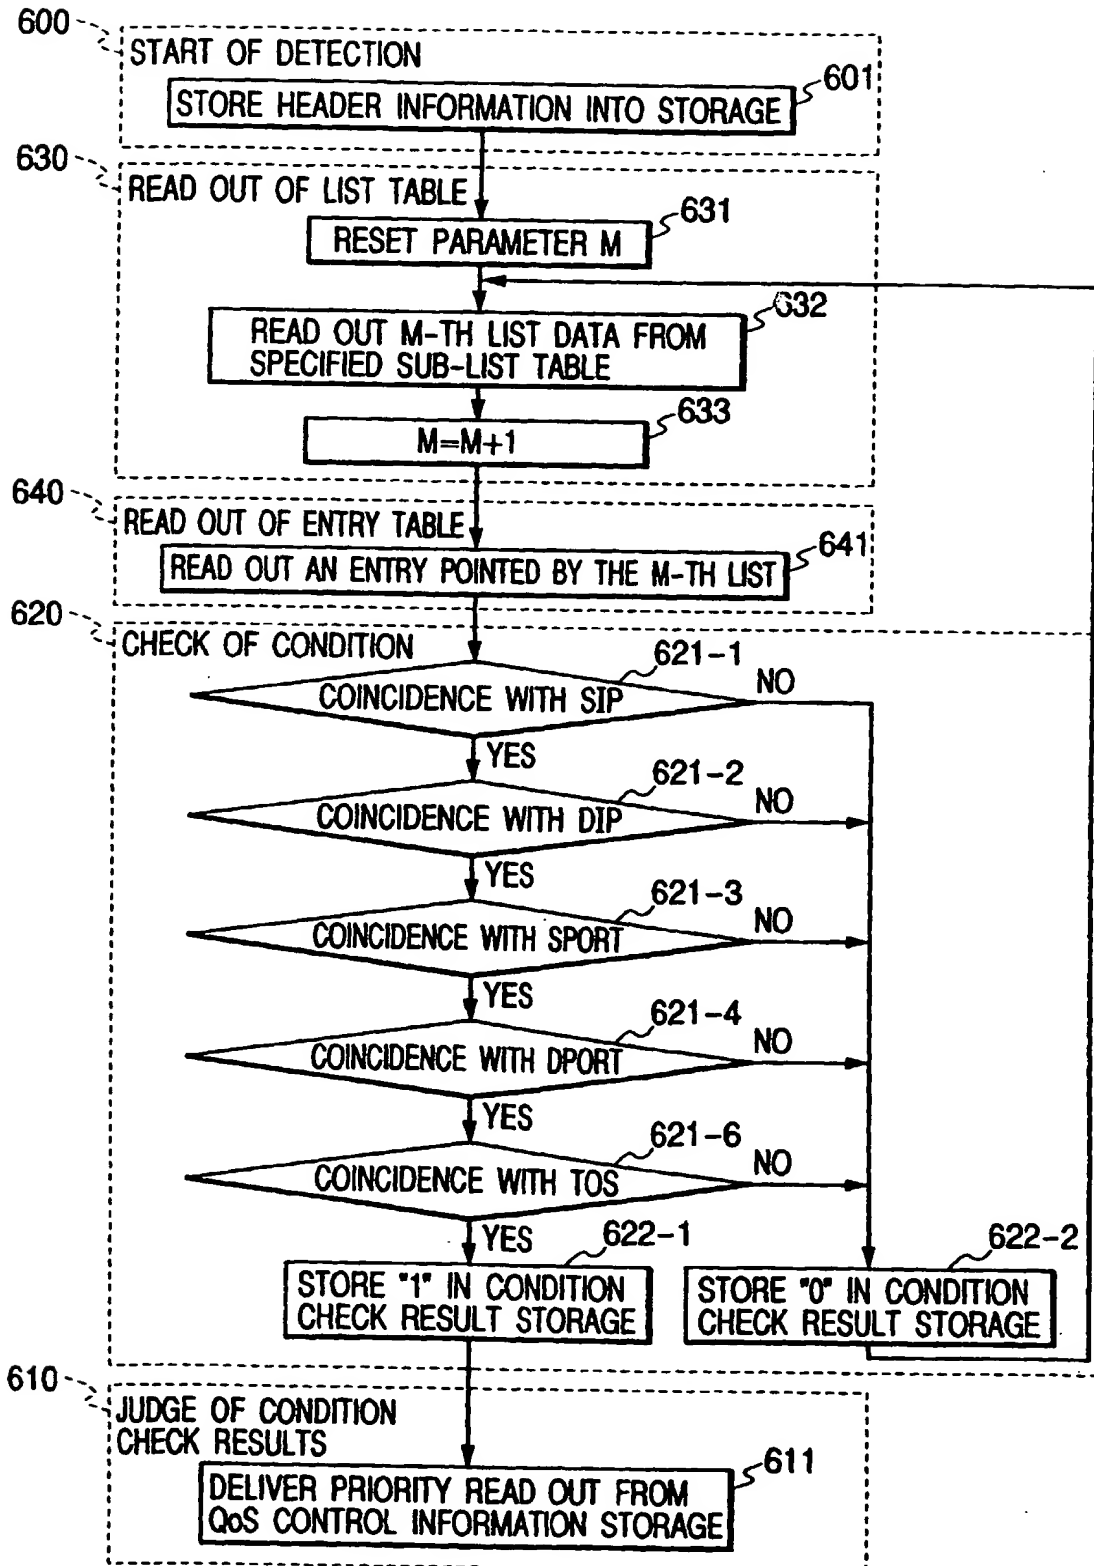 600
START OF DETECTION
601
STORE HEADER INFORMATION INTO STORAGE
630
READ OUT OF LIST TABLE
631
RESET PARAMETER M
632
READ OUT M-TH LIST DATA FROM
SPECIFIED SUB-LIST TABLE
633
M=M+1
640
READ OUT OF ENTRY TABLE
641
READ OUT AN ENTRY POINTED BY THE M-TH LIST
620
CHECK OF CONDITION
621-1
COINCIDENCE WITH SIP
NO
YES
621-2
COINCIDENCE WITH DIP
NO
YES
621-3
COINCIDENCE WITH SPORT
NO
YES
621-4
COINCIDENCE WITH DPORT
NO
YES
621-6
COINCIDENCE WITH TOS
NO
YES
622-1
STORE "1" IN CONDITION
CHECK RESULT STORAGE
622-2
STORE "0" IN CONDITION
CHECK RESULT STORAGE
610
JUDGE OF CONDITION
CHECK RESULTS
611
DELIVER PRIORITY READ OUT FROM
QoS CONTROL INFORMATION STORAGE